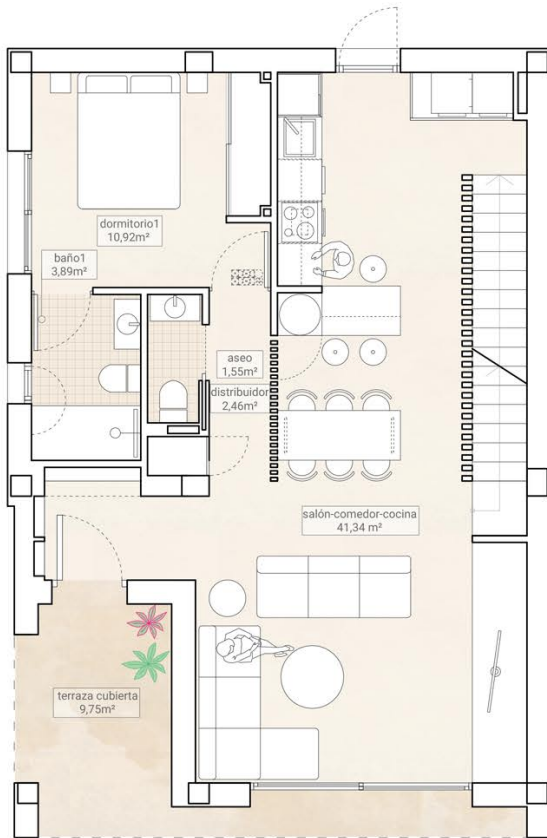 dormitorio1
10,92m²
baño1
3,89m²
aseo
1,55m²
distribuidor
2,46m²
salón-comedor-cocina
41,34 m²
terraza cubierta
9,75m²